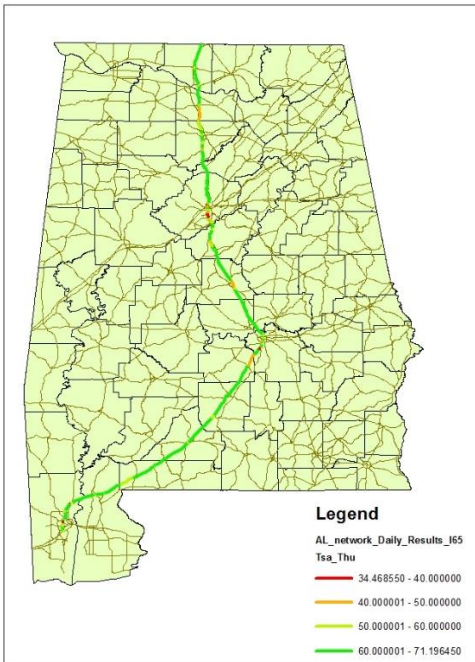 Legend
AL_network_Daily_Results_I65
Tsa_Thu
34.468550 - 40.000000
40.000001 - 50.000000
50.000001 - 60.000000
60.000001 - 71.196450